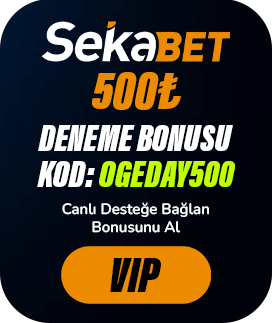 SekaBET
500₺
DENEME BONUSU
KOD: OGEDAY500
Canlı Desteğe Bağlan
Bonusunu Al
VIP